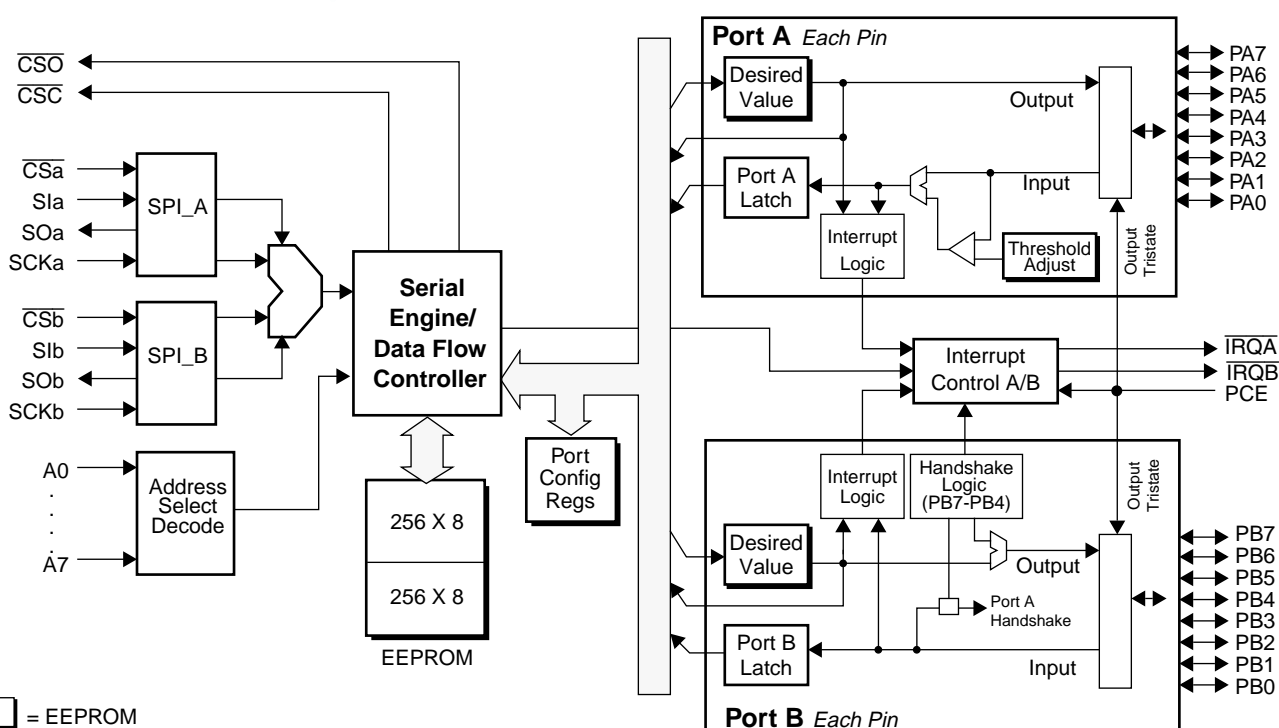 Port A Each Pin
CSO
CSC
Desired
Value
Output
PA7
PA6
PA5
PA4
PA3
PA2
PA1
PA0
CSa
SIa
SOa
SCKa
SPI_A
Port A
Latch
Input
Interrupt
Logic
Threshold
Adjust
Output
Tristate
Serial
Engine/
Data Flow
Controller
CSb
SIb
SOb
SCKb
SPI_B
Interrupt
Control A/B
IRQA
IRQB
PCE
A0
.
.
.
.
A7
Address
Select
Decode
Port
Config
Regs
256 X 8
256 X 8
EEPROM
Interrupt
Logic
Handshake
Logic
(PB7-PB4)
Output
Tristate
Desired
Value
Output
Port A
Handshake
Port B
Latch
Input
PB7
PB6
PB5
PB4
PB3
PB2
PB1
PB0
= EEPROM
Port B Each Pin